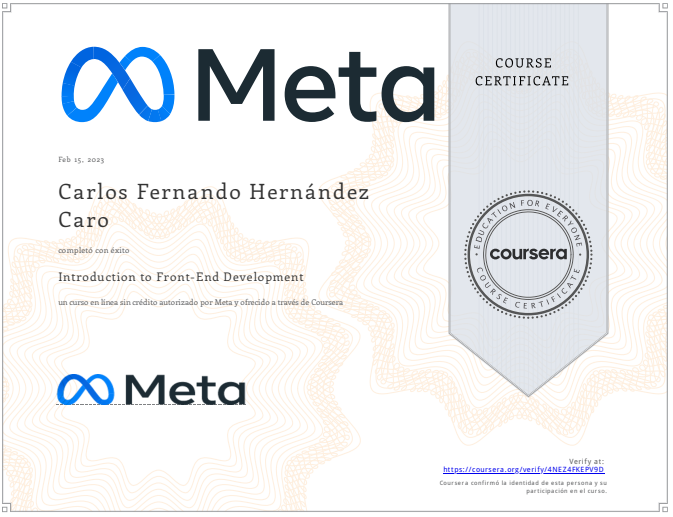 Meta
COURSE
CERTIFICATE
Feb 15, 2023
Carlos Fernando Hernández
Caro
completó con éxito
Introduction to Front-End Development
un curso en línea sin crédito autorizado por Meta y ofrecido a través de Coursera
EDUCATION FOR EVERYONE
coursera
COURSE CERTIFICATE
Meta
Verify at:
https://coursera.org/verify/4NEZ4FKEPV9D
Coursera confirmó la identidad de esta persona y su
participación en el curso.